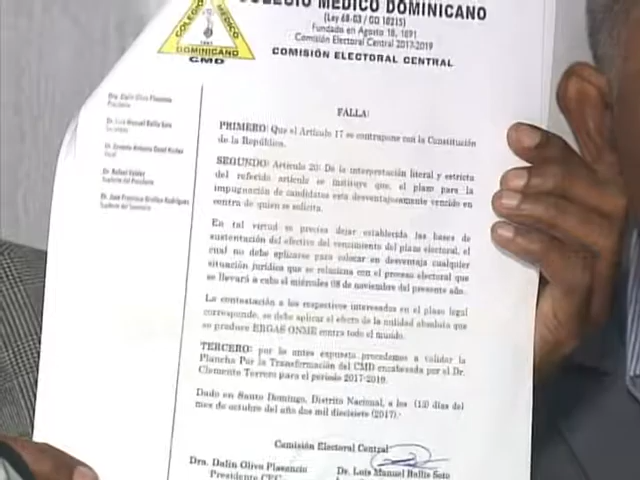 COLEGIO MEDICO DOMINICANO
(Ley 68-03 / GO 10215)
Fundado en Agosto 18, 1891
Comisión Electoral Central 2017-2019
COMISIÓN ELECTORAL CENTRAL
COLEGIO MEDICO
DOMINICANO
CMD
FALLA:
PRIMERO: Que el Artículo 17 se contrapone con la Constitución
de la República.
SEGUNDO: Artículo 20: De la interpretación literal y estricta
del referido artículo se instituye que, el plazo para la
impugnación de candidatos esta desventajosamente vencido en
contra de quien se solicita.
En tal virtud se precisa dejar establecida las bases de
sustentación del efectivo del vencimiento del plazo electoral, el
cual no debe aplicarse para colocar en desventaja cualquier
situación jurídica que se relaciona con el proceso electoral que
se llevará a cabo el miércoles 08 de noviembre del presente año.
La contestación a los respectivos interesados en el plazo legal
corresponde, se debe aplicar el efecto de la nulidad absoluta que
se produce ERGAS ONME contra todo el mundo.
TERCERO: por lo antes expuesto procedemos a validar la
Plancha Por la Transformación del CMD encabezada por el Dr.
Clemente Terrero para el período 2017-2019.
Dado en Santo Domingo, Distrito Nacional, a los (13) días del
mes de octubre del año dos mil diecisiete (2017).
Comisión Electoral Central
Dra. Dalin Olivo Plasencio
Dr. Luis Manuel Ballis Soto
Presidente CEC